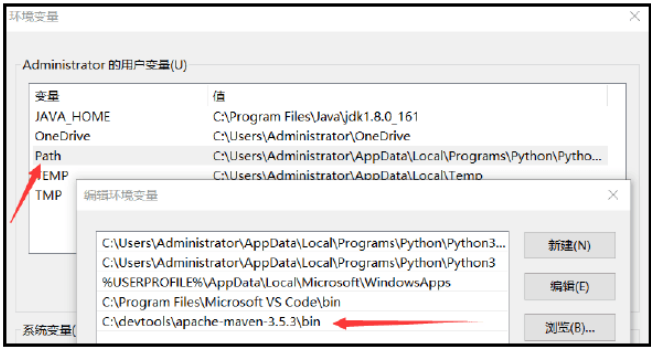 环境变量
Administrator 的用户变量(U)
变量 值
JAVA_HOME C:\Program Files\Java\jdk1.8.0_161
OneDrive C:\Users\Administrator\OneDrive
Path C:\Users\Administrator\AppData\Local\Programs\Python\Pytho...
TEMP C:\Users\Administrator\AppData\Local\Temp
TMP
编辑环境变量
C:\Users\Administrator\AppData\Local\Programs\Python\Python3...
C:\Users\Administrator\AppData\Local\Programs\Python\Python3
新建(N)
%USERPROFILE%\AppData\Local\Microsoft\WindowsApps
C:\Program Files\Microsoft VS Code\bin
编辑(E)
C:\devtools\apache-maven-3.5.3\bin
浏览(B)...
系统变量(